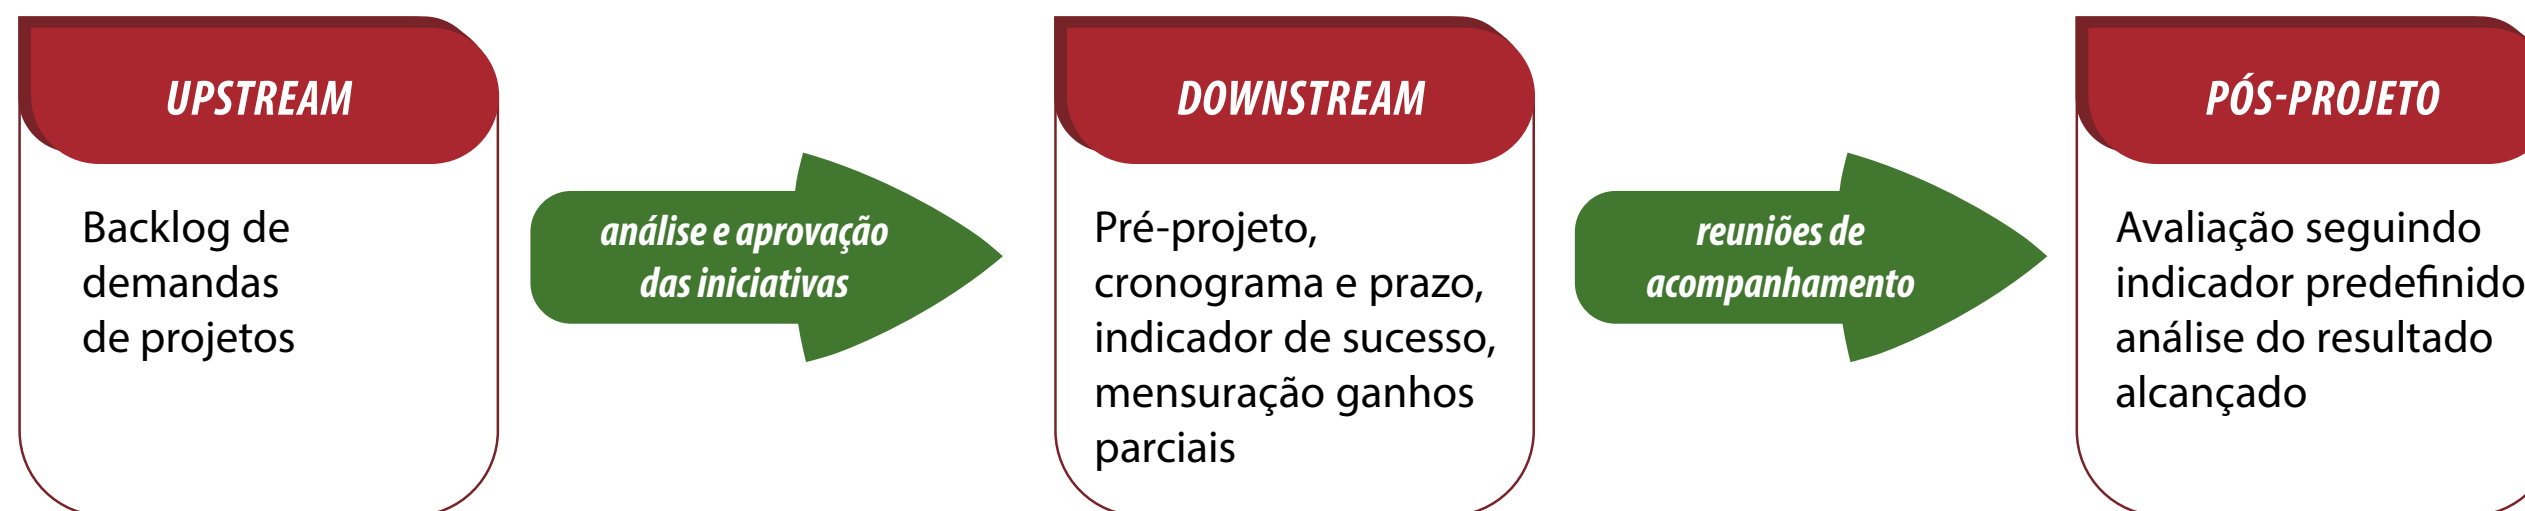 UPSTREAM
Backlog de
demandas
de projetos
análise e aprovação
das iniciativas
DOWNSTREAM
Pré-projeto,
cronograma e prazo,
indicador de sucesso,
mensuração ganhos
parciais
reuniões de
acompanhamento
PÓS-PROJETO
Avaliação seguindo
indicador predefinido
análise do resultado
alcançado